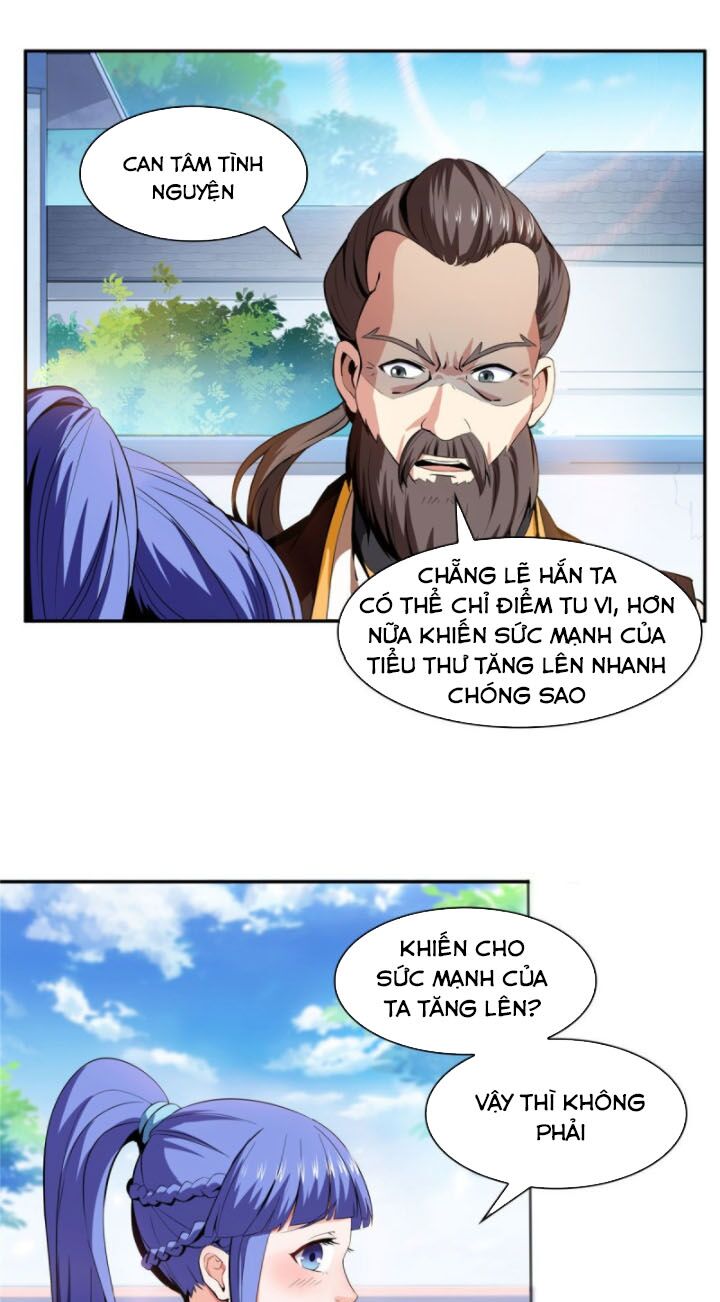 CAN TÂM TÌNH
NGUYỆN
CHẲNG LẼ HẮN TA
CÓ THỂ CHỈ ĐIỂM TU VI, HƠN
NỮA KHIẾN SỨC MẠNH CỦA
TIỂU THƯ TĂNG LÊN NHANH
CHÓNG SAO
KHIẾN CHO
SỨC MẠNH CỦA
TA TĂNG LÊN?
VẬY THÌ KHÔNG
PHẢI